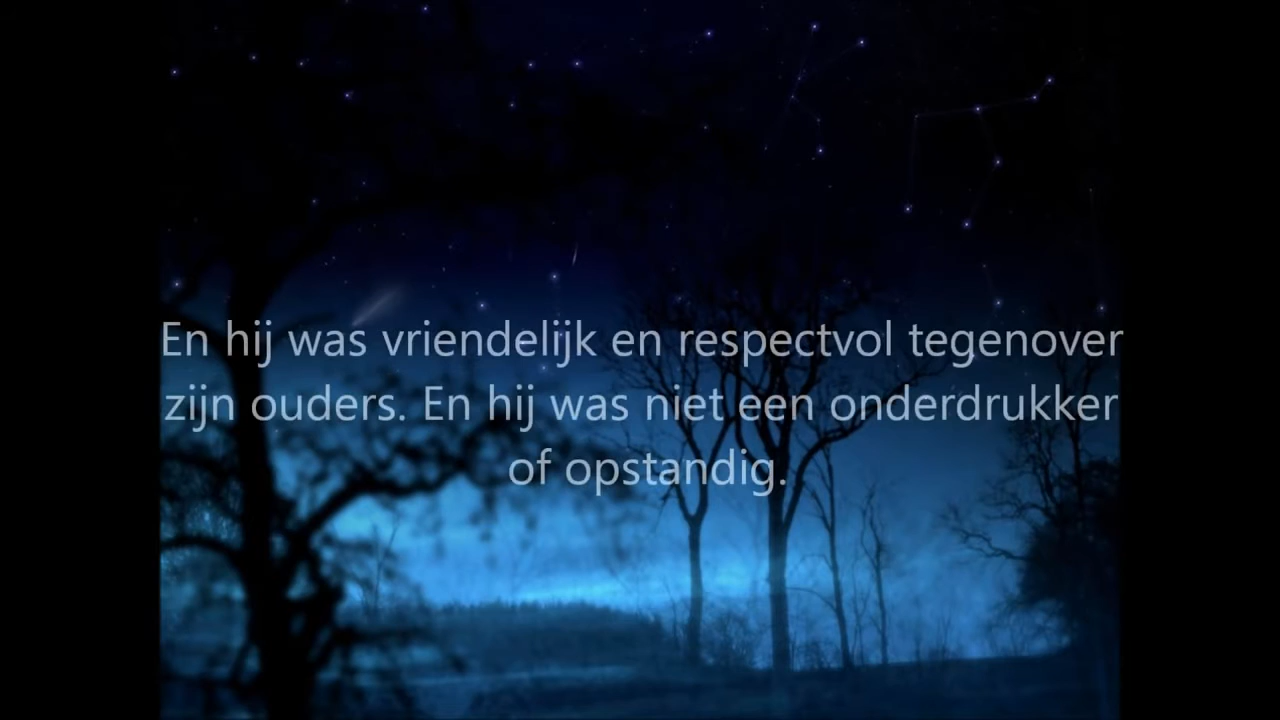 En hij was vriendelijk en respectvol tegenover
zijn ouders. En hij was niet een onderdrukker
of opstandig.